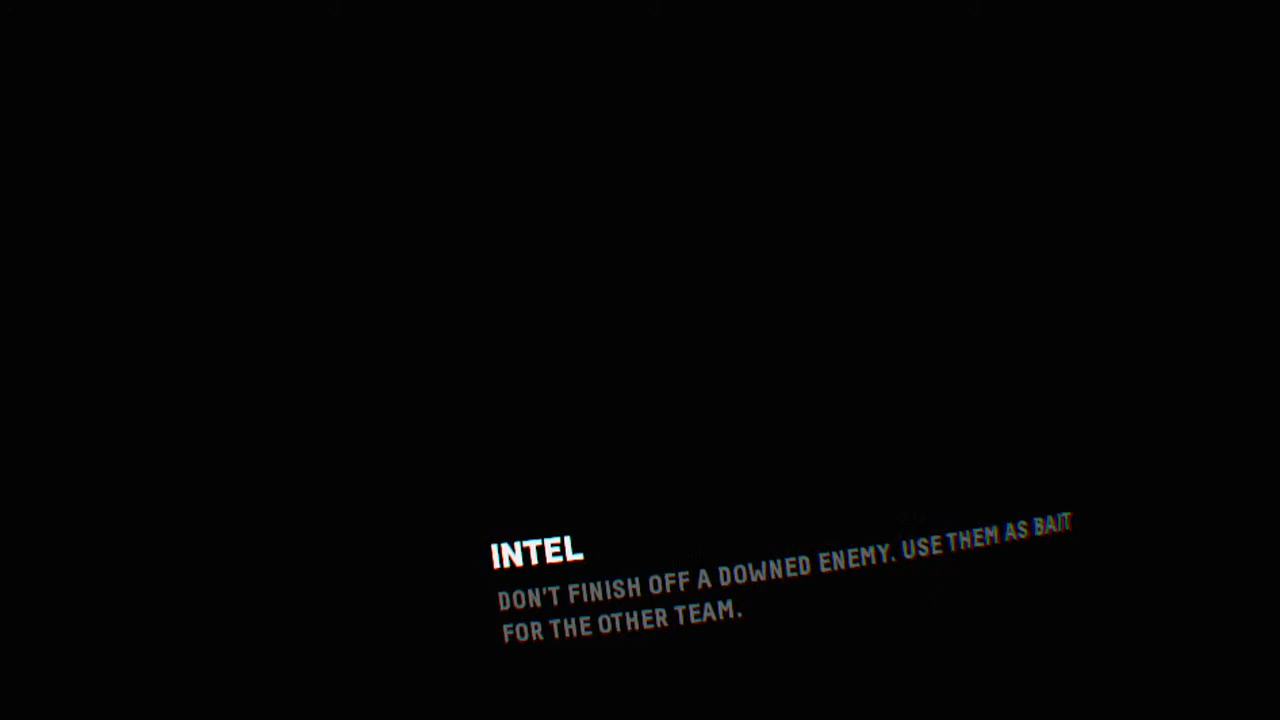 INTEL
DON'T FINISH OFF A DOWNED ENEMY. USE THEM AS BAIT
FOR THE OTHER TEAM.